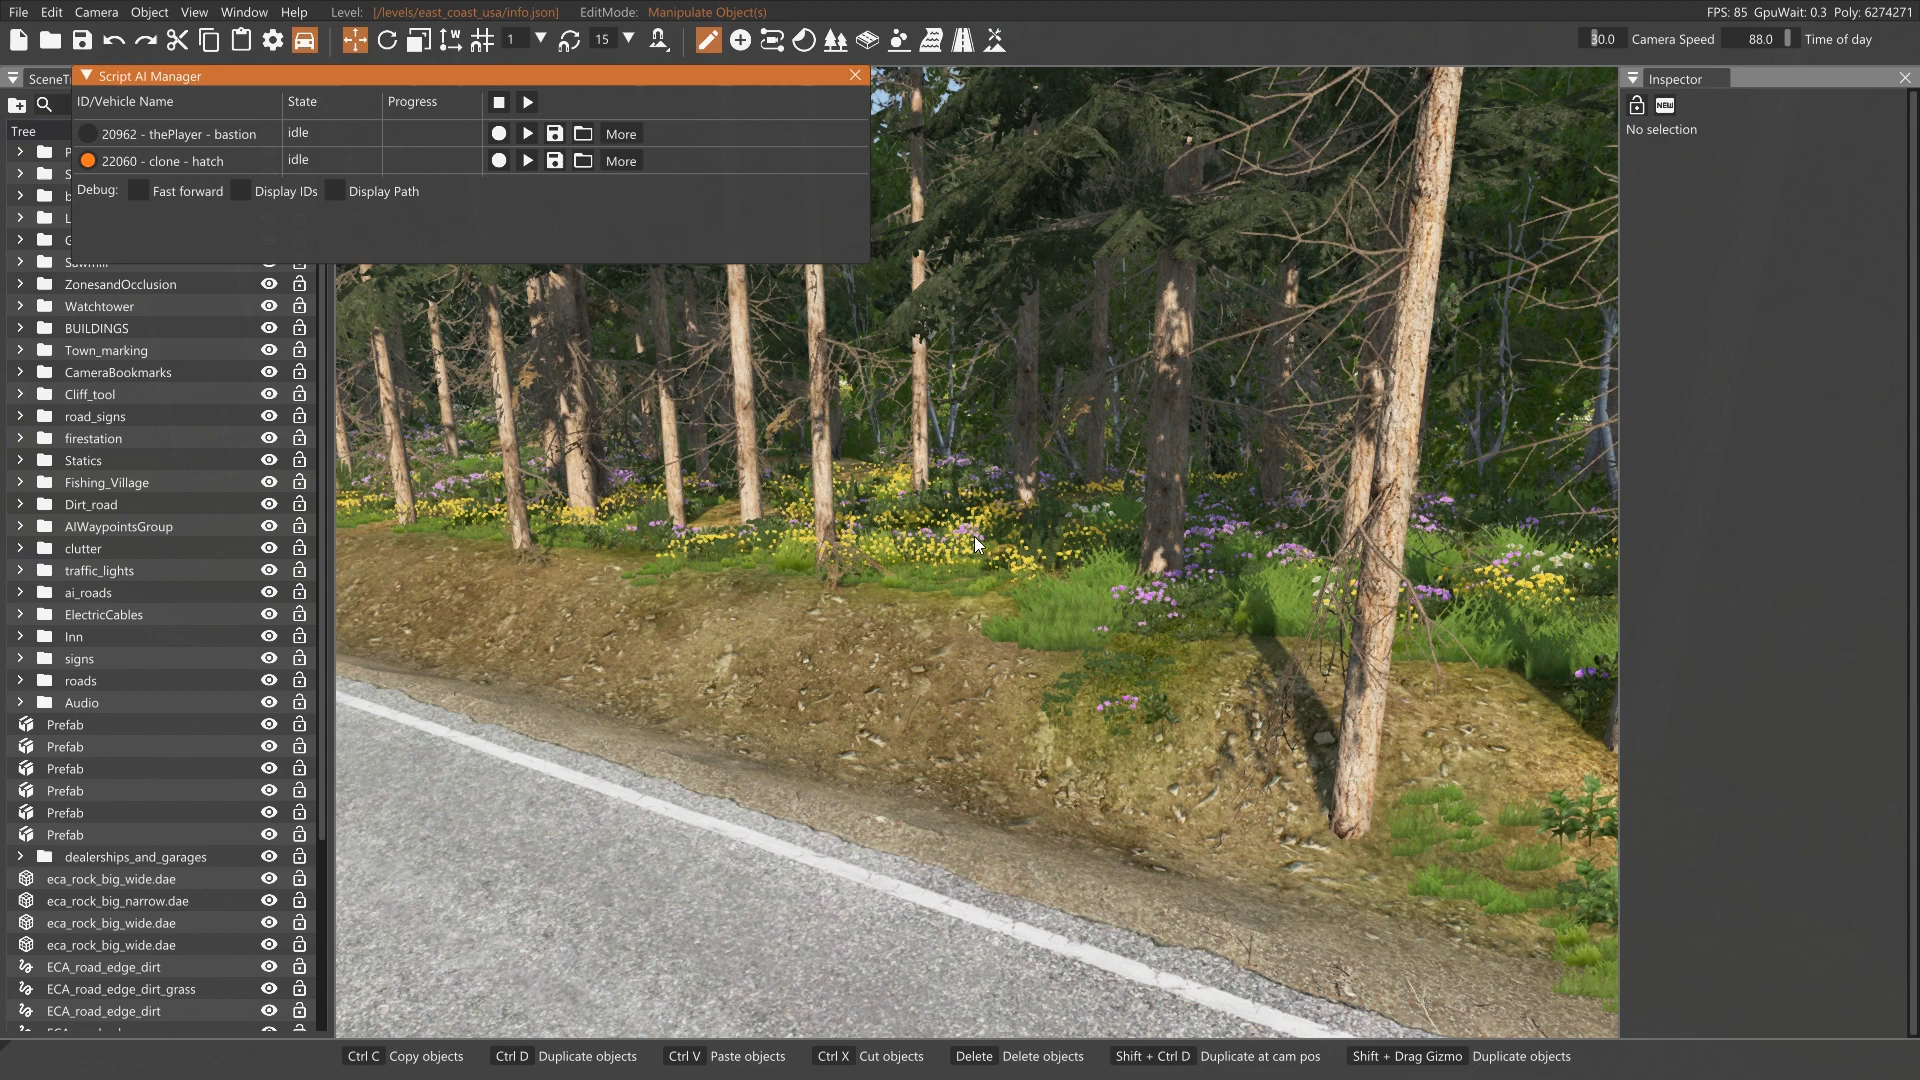 File Edit Camera Object View Window Help Level: [/levels/east_coast_usa/info.json] EditMode: Manipulate Object(s) FPS: 85 GpuWait: 0.3 Poly: 6274271
1 15 30.0 Camera Speed 88.0 Time of day
SceneTr
Script AI Manager
Inspector
ID/Vehicle Name State Progress
NEW
Tree
20962 - thePlayer - bastion idle More
No selection
22060 - clone - hatch idle More
Debug: Fast forward Display IDs Display Path
Sawmill
ZonesandOcclusion
Watchtower
BUILDINGS
Town_marking
CameraBookmarks
Cliff_tool
road_signs
firestation
Statics
Fishing_Village
Dirt_road
AIWaypointsGroup
clutter
traffic_lights
ai_roads
ElectricCables
Inn
signs
roads
Audio
Prefab
Prefab
Prefab
Prefab
Prefab
Prefab
dealerships_and_garages
eca_rock_big_wide.dae
eca_rock_big_narrow.dae
eca_rock_big_wide.dae
eca_rock_big_wide.dae
ECA_road_edge_dirt
ECA_road_edge_dirt_grass
ECA_road_edge_dirt
Ctrl C Copy objects Ctrl D Duplicate objects Ctrl V Paste objects Ctrl X Cut objects Delete Delete objects Shift + Ctrl D Duplicate at cam pos Shift + Drag Gizmo Duplicate objects